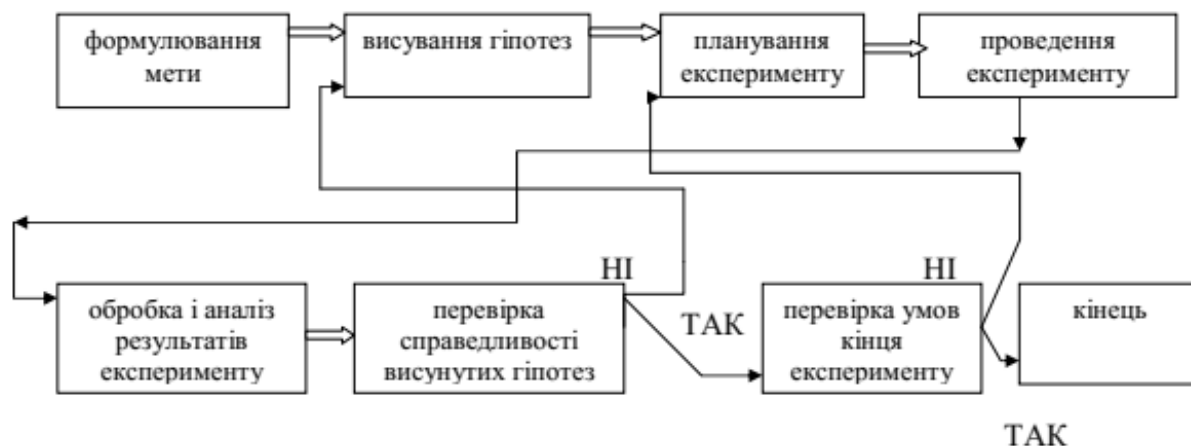 формулювання
мети
висування гіпотез
планування
експерименту
проведення
експерименту
обробка і аналіз
результатів
експерименту
перевірка
справедливості
висунутих гіпотез
НІ
ТАК
перевірка умов
кінця
експерименту
НІ
кінець
ТАК